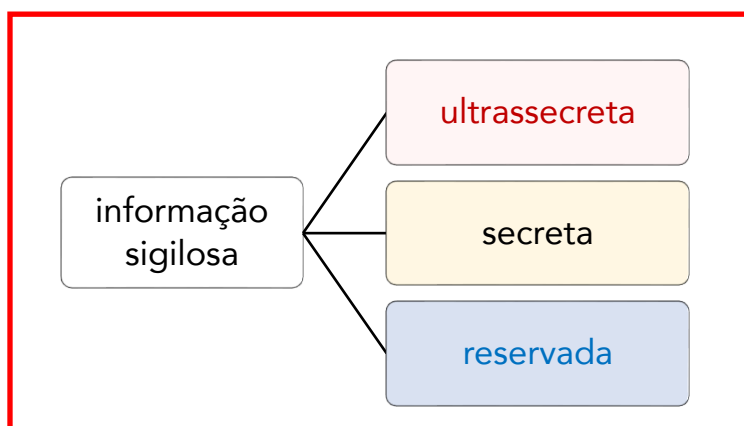 ultrassecreta
informação
sigilosa
secreta
reservada